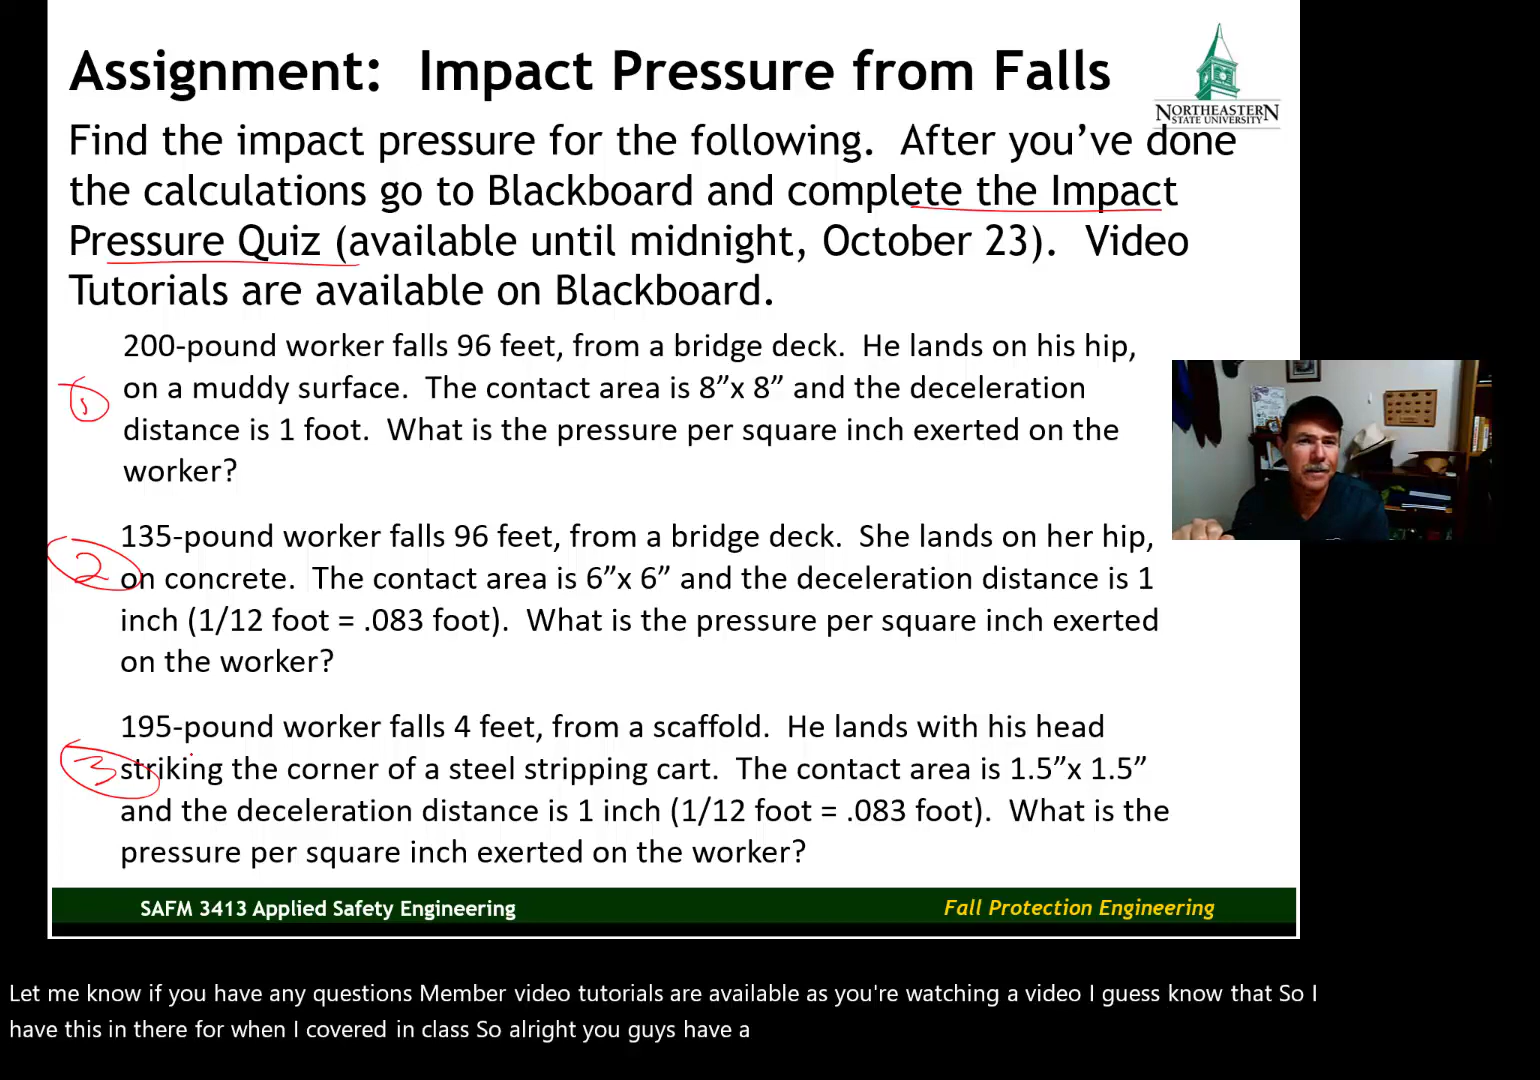 Assignment: Impact Pressure from Falls
NORTHEASTERN
STATE UNIVERSITY
Find the impact pressure for the following. After you’ve done
the calculations go to Blackboard and complete the Impact
Pressure Quiz (available until midnight, October 23). Video
Tutorials are available on Blackboard.
1
200-pound worker falls 96 feet, from a bridge deck. He lands on his hip,
on a muddy surface. The contact area is 8”x 8” and the deceleration
distance is 1 foot. What is the pressure per square inch exerted on the
worker?
2
135-pound worker falls 96 feet, from a bridge deck. She lands on her hip,
on concrete. The contact area is 6”x 6” and the deceleration distance is 1
inch (1/12 foot = .083 foot). What is the pressure per square inch exerted
on the worker?
3
195-pound worker falls 4 feet, from a scaffold. He lands with his head
striking the corner of a steel stripping cart. The contact area is 1.5”x 1.5”
and the deceleration distance is 1 inch (1/12 foot = .083 foot). What is the
pressure per square inch exerted on the worker?
SAFM 3413 Applied Safety Engineering
Fall Protection Engineering
Let me know if you have any questions Member video tutorials are available as you're watching a video I guess know that So I
have this in there for when I covered in class So alright you guys have a